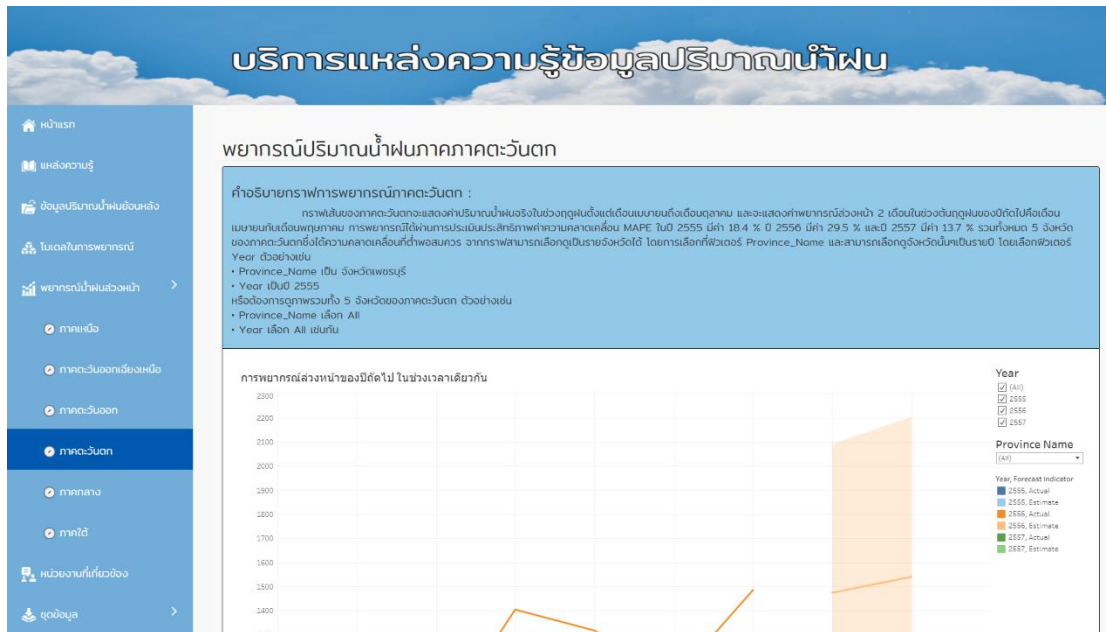 บริการแหล่งความรู้ข้อมูลปริมาณน้ำฝน
หน้าแรก
แหล่งความรู้
ข้อมูลปริมาณน้ำฝนย้อนหลัง
โมเดลในการพยากรณ์
พยากรณ์น้ำฝนล่วงหน้า
ภาคเหนือ
ภาคตะวันออกเฉียงเหนือ
ภาคตะวันออก
ภาคตะวันตก
ภาคกลาง
ภาคใต้
หน่วยงานที่เกี่ยวข้อง
ชุดข้อมูล
พยากรณ์ปริมาณน้ำฝนภาคภาคตะวันตก
คำอธิบายกราฟการพยากรณ์ภาคตะวันตก :
กราฟเส้นของภาคตะวันตกจะแสดงค่าปริมาณน้ำฝนจริงในช่วงฤดูฝนตั้งแต่เดือนเมษายนถึงเดือนตุลาคม และจะแสดงค่าพยากรณ์ล่วงหน้า 2 เดือนในช่วงต้นฤดูฝนของปีถัดไปคือเดือน
เมษายนกับเดือนพฤษภาคม การพยากรณ์ได้ผ่านการประเมินประสิทธิภาพค่าความคลาดเคลื่อน MAPE ในปี 2555 มีค่า 18.4 % ปี 2556 มีค่า 29.5 % และปี 2557 มีค่า 13.7 % รวมทั้งหมด 5 จังหวัด
ของภาคตะวันตกซึ่งได้ความคลาดเคลื่อนที่ต่ำพอสมควร จากกราฟสามารถเลือกดูเป็นรายจังหวัดได้ โดยการเลือกที่ฟิวเตอร์ Province_Name และสามารถเลือกดูจังหวัดนั้นๆเป็นรายปี โดยเลือกฟิวเตอร์
Year ตัวอย่างเช่น
• Province_Name เป็น จังหวัดเพชรบุรี
• Year เป็นปี 2555
หรือต้องการดูภาพรวมทั้ง 5 จังหวัดของภาคตะวันตก ตัวอย่างเช่น
• Province_Name เลือก All
• Year เลือก All เช่นกัน
การพยากรณ์ล่วงหน้าของปีถัดไป ในช่วงเวลาเดียวกัน
2300
2200
2100
2000
1900
1800
1700
1600
1500
1400
Year
(All)
2555
2556
2557
Province Name
(All)
Year, Forecast indicator
2555, Actual
2555, Estimate
2556, Actual
2556, Estimate
2557, Actual
2557, Estimate